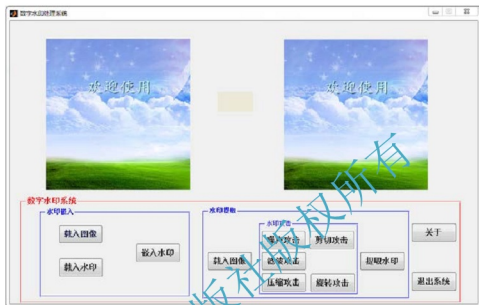 数字水印处理系统
欢迎使用
欢迎使用
数字水印系统
水印嵌入
载入图像
载入水印
嵌入水印
水印提取
载入图像
水印攻击
剪切攻击
滤波攻击
压缩攻击
旋转攻击
提取水印
关于
退出系统
版社版权所有